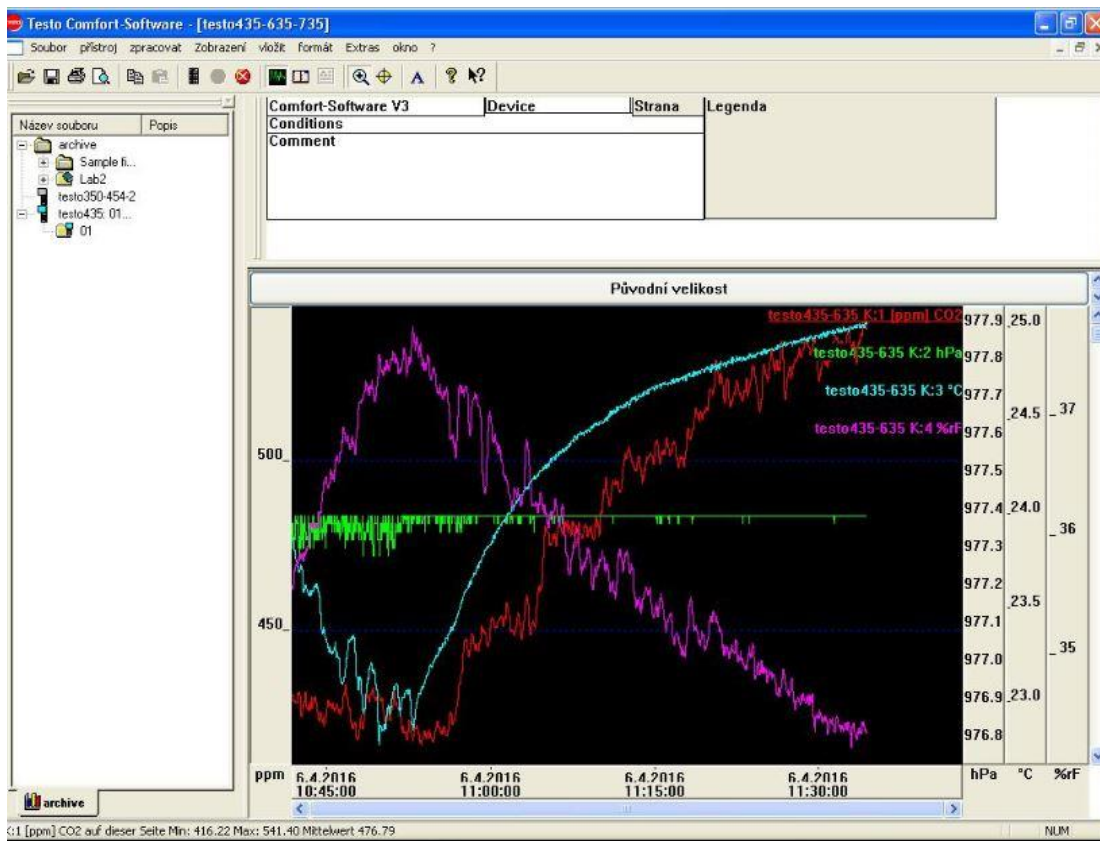 Testo Comfort-Software - [testo435-635-735]
Soubor přístroj zpracovat Zobrazení vložit formát Extras okno ?
Název souboru Popis
archive
Sample fi...
Lab2
testo350-454-2
testo435: 01...
01
archive
Comfort-Software V3 Device Strana Legenda
Conditions
Comment
Původní velikost
testo435-635 K:1 [ppm] CO2
testo435-635 K:2 hPa
testo435-635 K:3 °C
testo435-635 K:4 %rF
500
450
ppm
977.9
977.8
977.7
977.6
977.5
977.4
977.3
977.2
977.1
977.0
976.9
976.8
hPa
25.0
24.5
24.0
23.5
23.0
°C
37
36
35
%rF
6.4.2016 6.4.2016 6.4.2016 6.4.2016
10:45:00 11:00:00 11:15:00 11:30:00
:1 [ppm] CO2 auf dieser Seite Min: 416.22 Max: 541.40 Mittelwert 476.79
NUM